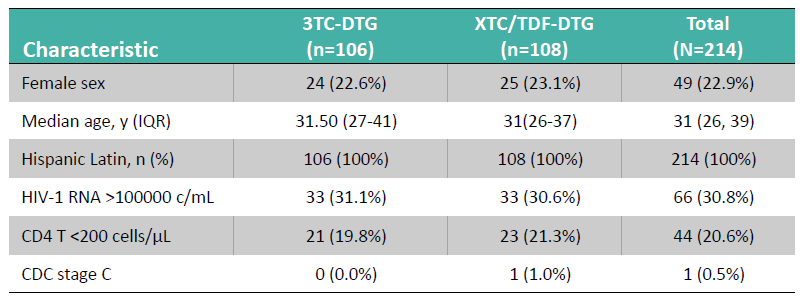 Characteristic 3TC-DTG (n=106) XTC/TDF-DTG (n=108) Total (N=214)
Female sex 24 (22.6%) 25 (23.1%) 49 (22.9%)
Median age, y (IQR) 31.50 (27-41) 31(26-37) 31 (26, 39)
Hispanic Latin, n (%) 106 (100%) 108 (100%) 214 (100%)
HIV-1 RNA >100000 c/mL 33 (31.1%) 33 (30.6%) 66 (30.8%)
CD4 T <200 cells/μL 21 (19.8%) 23 (21.3%) 44 (20.6%)
CDC stage C 0 (0.0%) 1 (1.0%) 1 (0.5%)